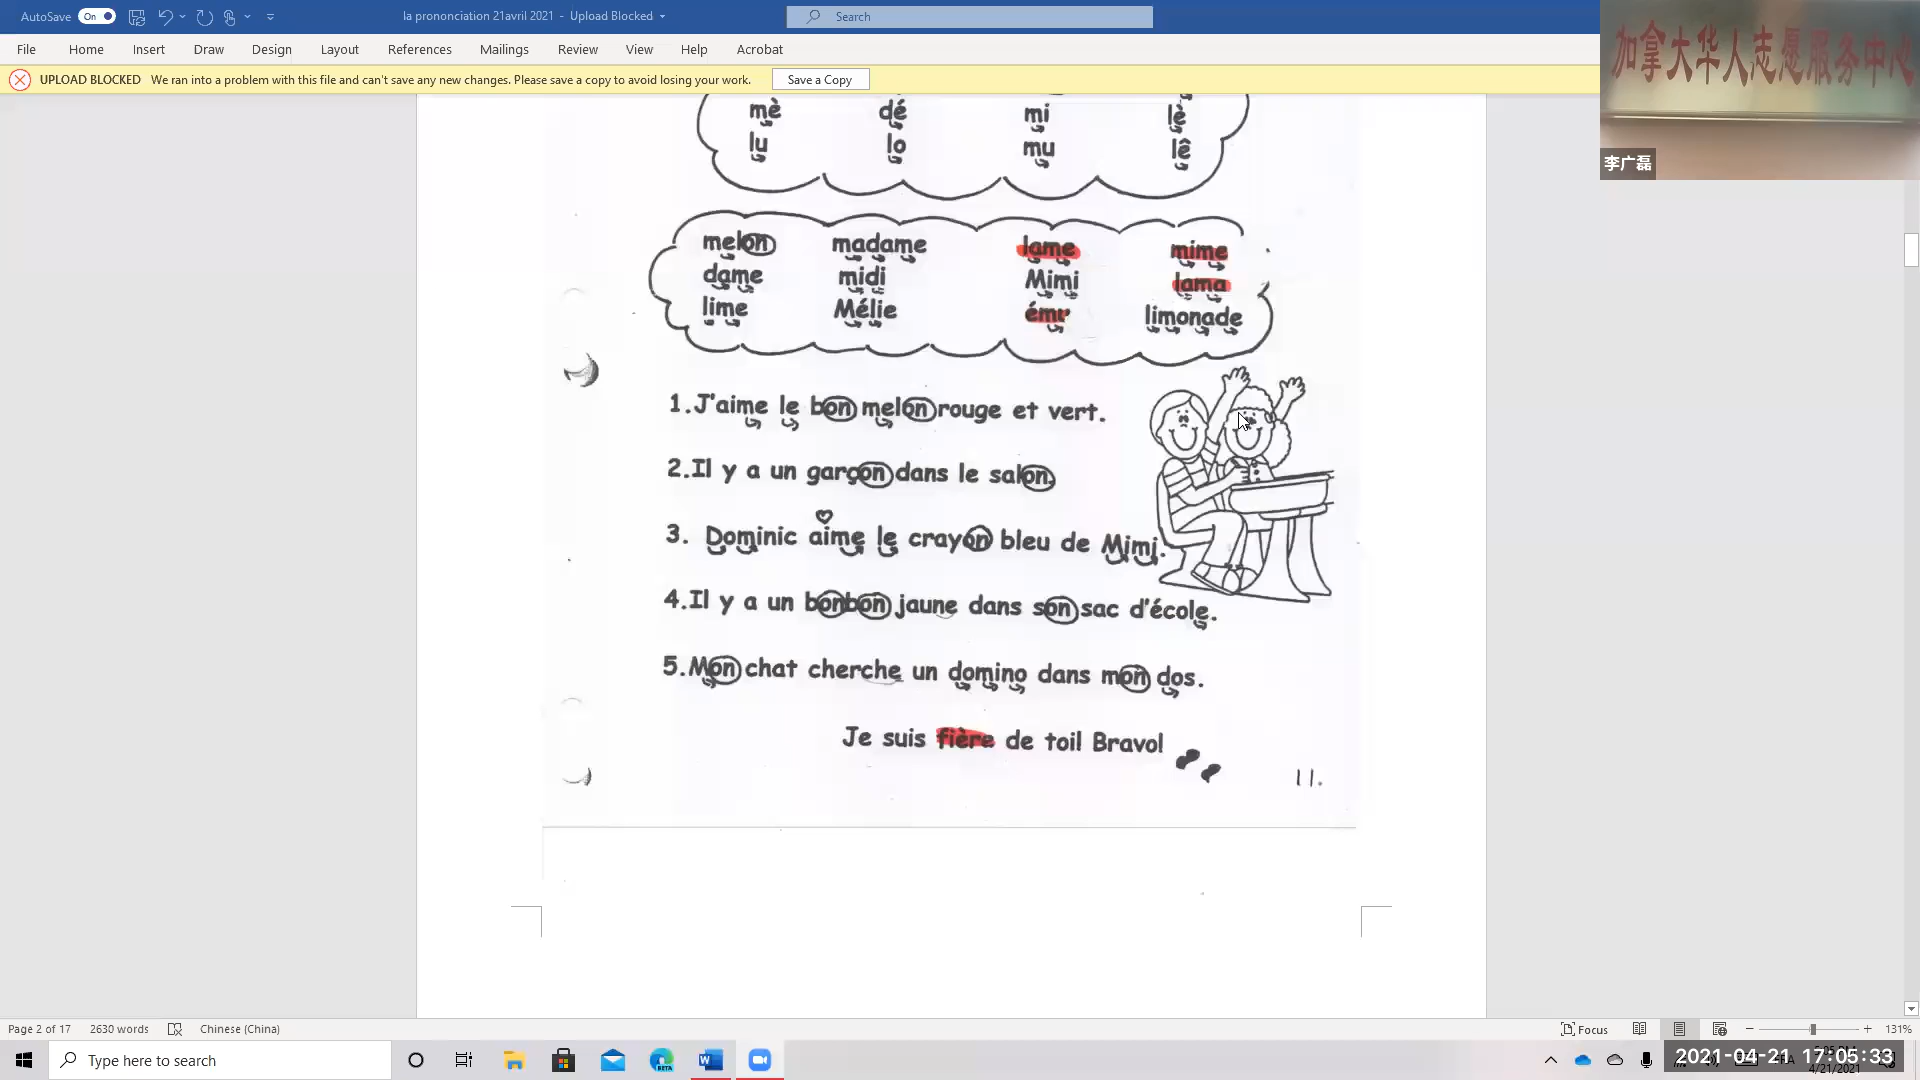 AutoSave On la prononciation 21avril 2021 - Upload Blocked Search
File Home Insert Draw Design Layout References Mailings Review View Help Acrobat
UPLOAD BLOCKED We ran into a problem with this file and can't save any new changes. Please save a copy to avoid losing your work. Save a Copy
加拿大华人志愿服务中心
李广磊
mè dé mi lè
lu lo mu lê
melon madame lame mime
dame midi Mimi lama
lime Mélie ému limonade
1.J'aime le bon melon rouge et vert.
2.Il y a un garçon dans le salon.
3. Dominic aime le crayon bleu de Mimi.
4.Il y a un bonbon jaune dans son sac d'école.
5.Mon chat cherche un domino dans mon dos.
Je suis fière de toi! Bravo!
11.
Page 2 of 17 2630 words Chinese (China) Focus 131%
Type here to search
2021-04-21 17:05:33
4/21/2021